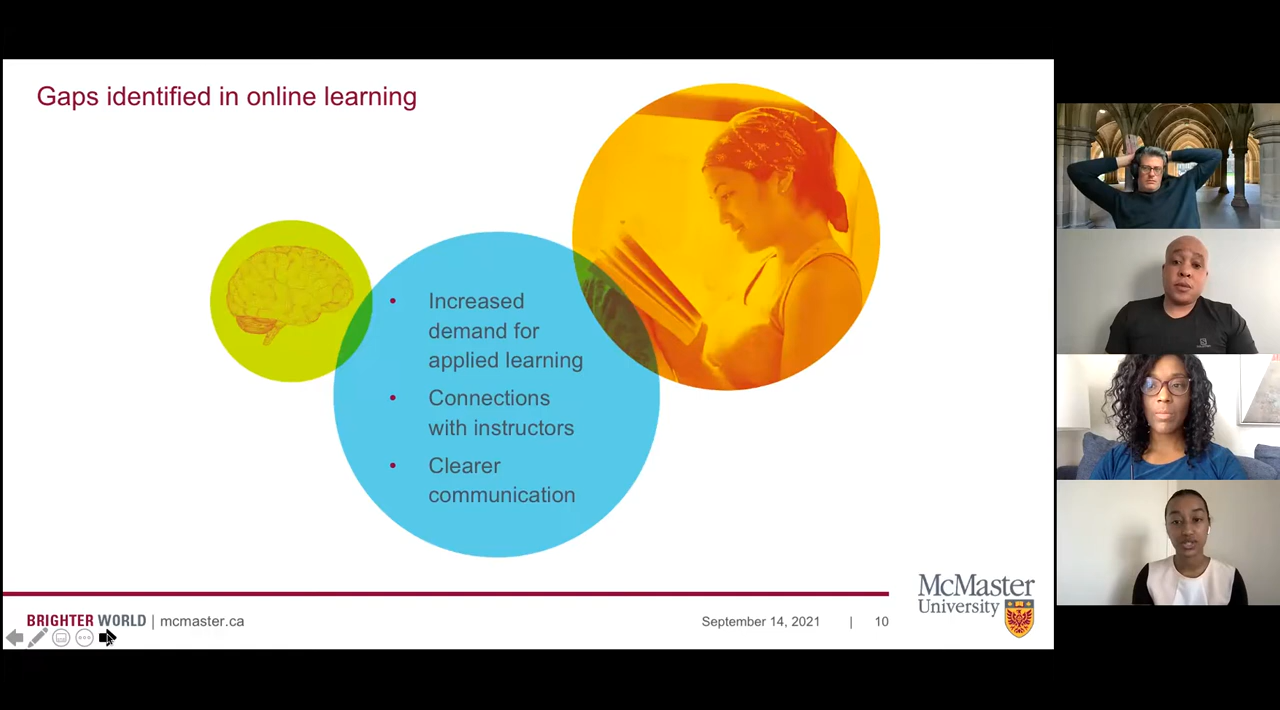 Gaps identified in online learning
• Increased
demand for
applied learning
• Connections
with instructors
• Clearer
communication
BRIGHTER WORLD | mcmaster.ca
September 14, 2021 | 10
McMaster
University